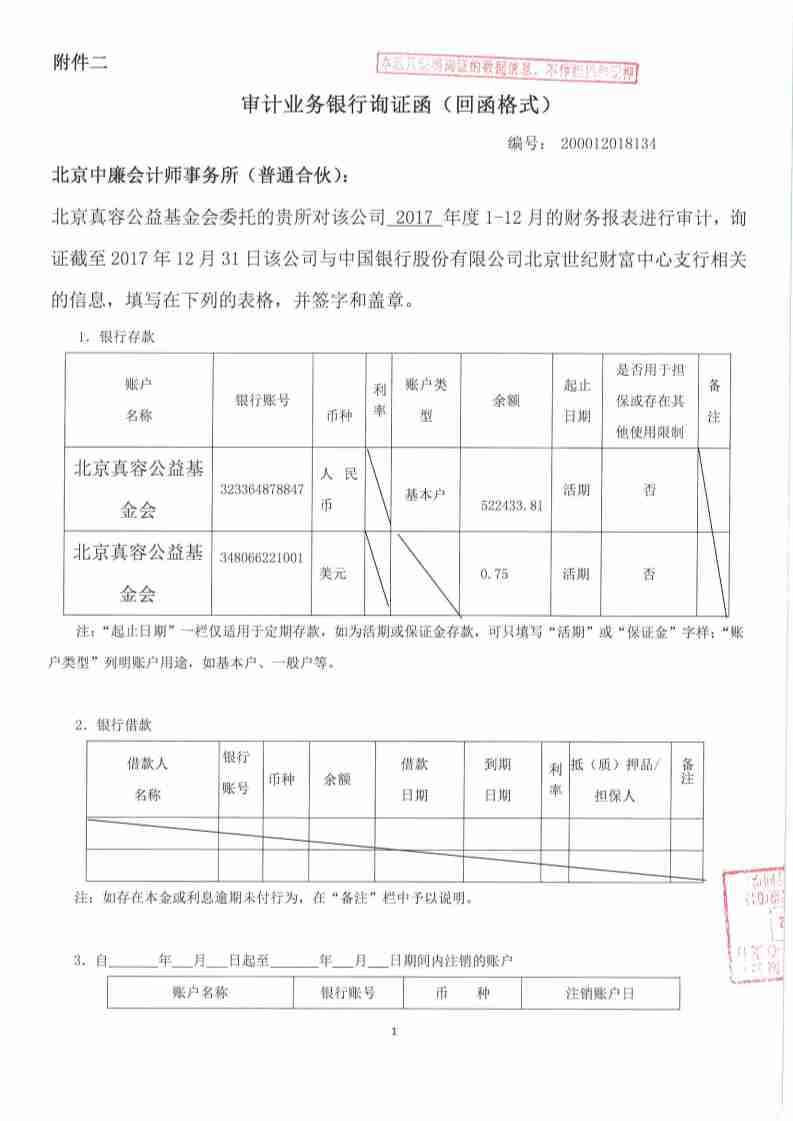 附件二
审计业务银行询证函（回函格式）
编号： 200012018134
北京中廉会计师事务所（普通合伙）：
北京真容公益基金会委托的贵所对该公司 2017 年度 1-12 月的财务报表进行审计，询
证截至 2017 年 12 月 31 日该公司与中国银行股份有限公司北京世纪财富中心支行相关
的信息，填写在下列的表格，并签字和盖章。
1. 银行存款
账户名称 银行账号 币种 利率 账户类型 余额 起止日期 是否用于担保或存在其他使用限制 备注
北京真容公益基金会 323364878847 人民币 基本户 522433.81 活期 否
北京真容公益基金会 348066221001 美元 0.75 活期 否
注：“起止日期”一栏仅适用于定期存款，如为活期或保证金存款，可只填写“活期”或“保证金”字样；“账
户类型”列明账户用途，如基本户、一般户等。
2. 银行借款
借款人名称 银行账号 币种 余额 借款日期 到期日期 利率 抵（质）押品/担保人 备注
注：如存在本金或利息逾期未付行为，在“备注”栏中予以说明。
3. 自______年___月___日起至______年___月___日期间内注销的账户
账户名称 银行账号 币 种 注销账户日
1